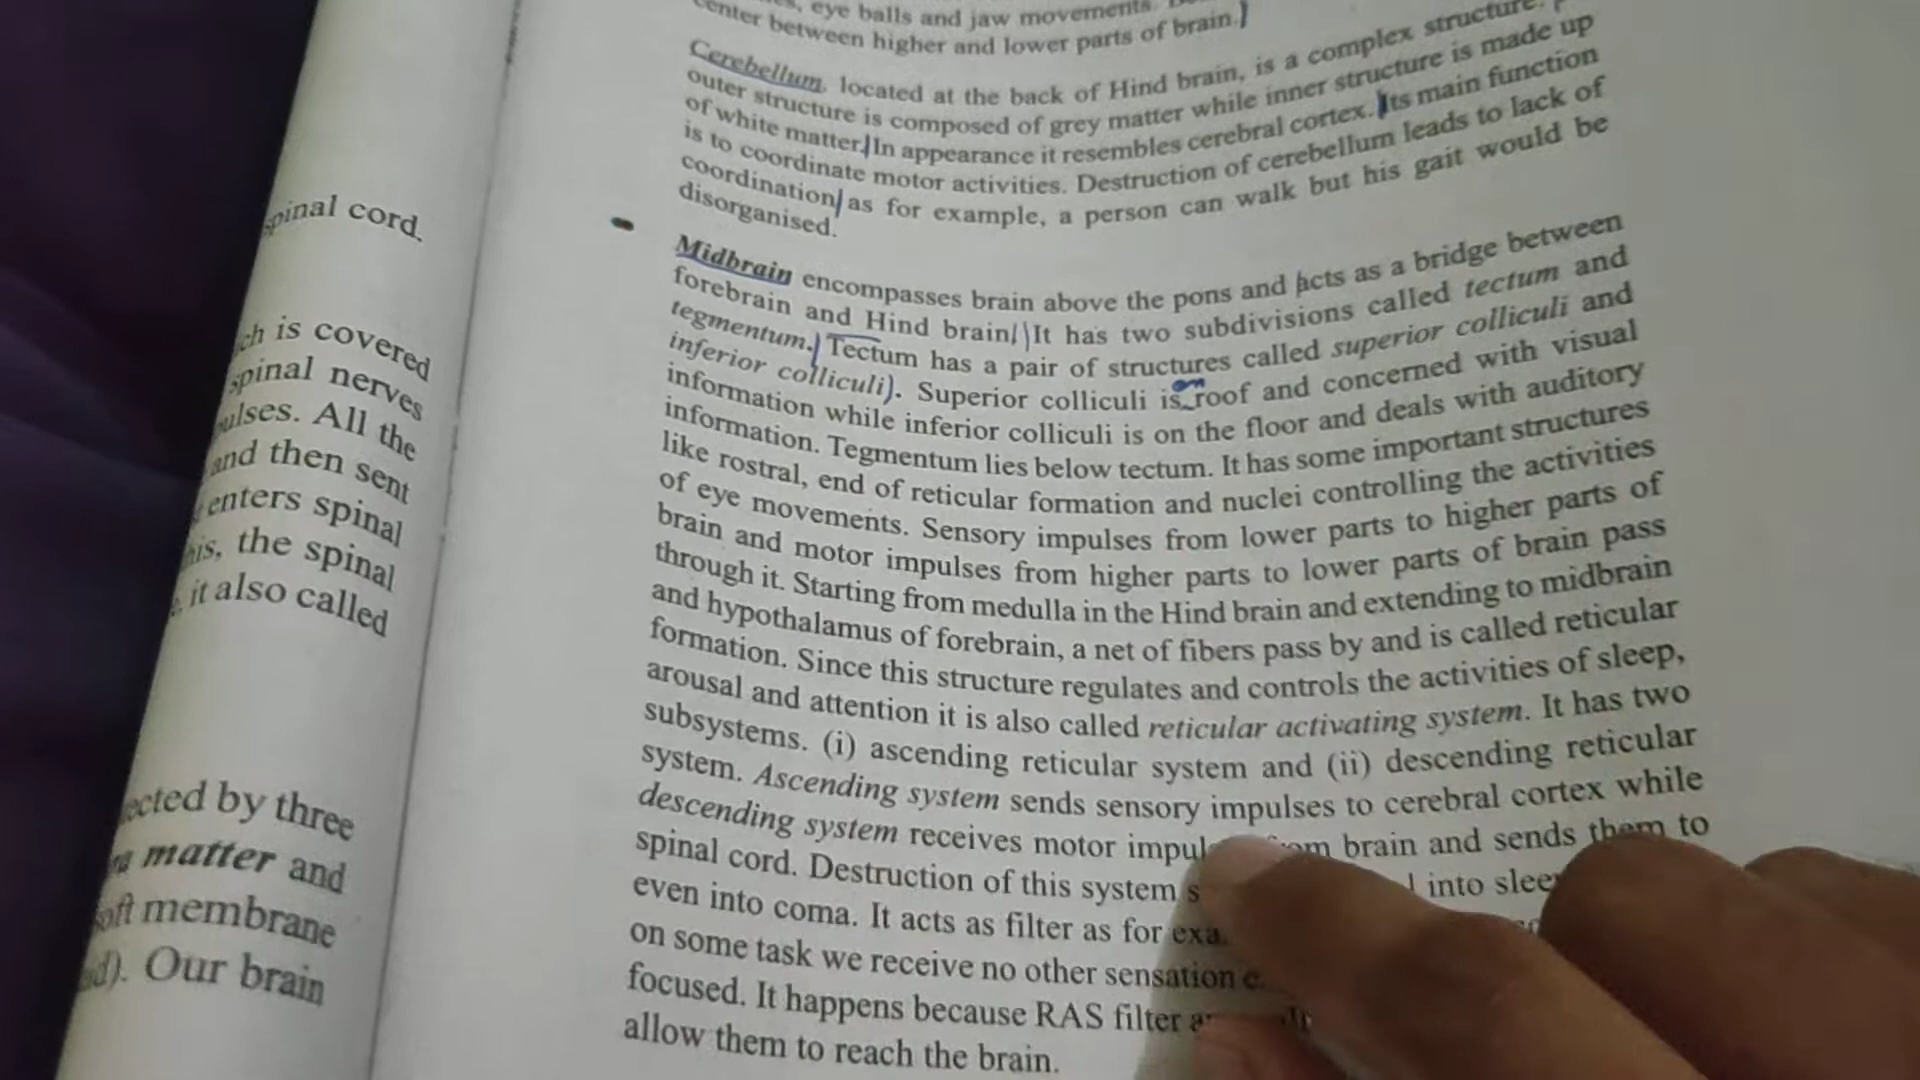 spinal cord.
is covered
spinal nerves
All the
and then sent
enters spinal
the spinal
it also called
by three
matter and
membrane
Our brain
eye balls and jaw movements.
center between higher and lower parts of brain.]
Cerebellum, located at the back of Hind brain, is a complex structure.
outer structure is composed of grey matter while inner structure is made up
of white matter. In appearance it resembles cerebral cortex. Its main function
is to coordinate motor activities. Destruction of cerebellum leads to lack of
coordination as for example, a person can walk but his gait would be
disorganised.
Midbrain encompasses brain above the pons and acts as a bridge between
forebrain and Hind brain. It has two subdivisions called tectum and
tegmentum. Tectum has a pair of structures called superior colliculi and
inferior colliculi). Superior colliculi is on roof and concerned with visual
information while inferior colliculi is on the floor and deals with auditory
information. Tegmentum lies below tectum. It has some important structures
like rostral, end of reticular formation and nuclei controlling the activities
of eye movements. Sensory impulses from lower parts to higher parts of
brain and motor impulses from higher parts to lower parts of brain pass
through it. Starting from medulla in the Hind brain and extending to midbrain
and hypothalamus of forebrain, a net of fibers pass by and is called reticular
formation. Since this structure regulates and controls the activities of sleep,
arousal and attention it is also called reticular activating system. It has two
subsystems. (i) ascending reticular system and (ii) descending reticular
system. Ascending system sends sensory impulses to cerebral cortex while
descending system receives motor brain and sends them to
spinal cord. Destruction of this system into
even into coma. It acts as filter as for
on some task we receive no other sensation
focused. It happens because RAS filter
allow them to reach the brain.